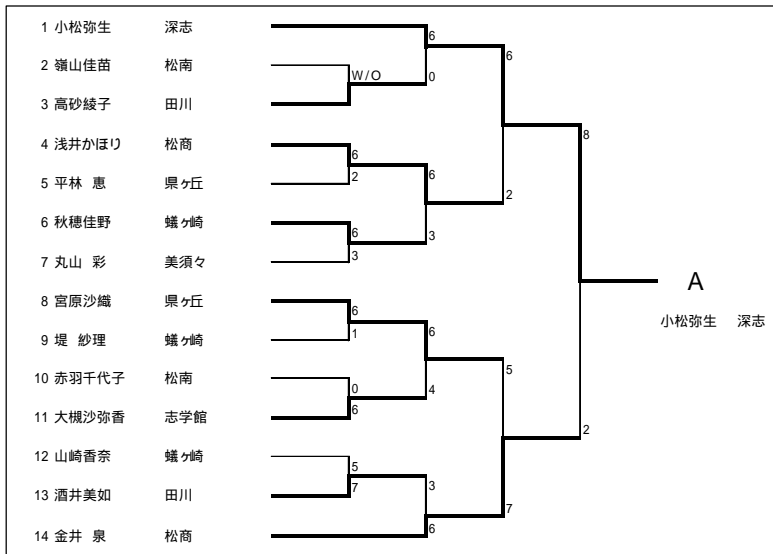 1 小松弥生 深志
6
6
2 嶺山佳苗 松南
W/O
0
3 高砂綾子 田川
8
4 浅井かほり 松商
6
6
5 平林 恵 県ヶ丘
2
2
6 秋穂佳野 蟻ヶ崎
6
3
7 丸山 彩 美須々
3
A
8 宮原沙織 県ヶ丘
6
小松弥生 深志
9 堤 紗理 蟻ヶ崎
1
6
5
10 赤羽千代子 松南
0
4
11 大槻沙弥香 志学館
6
2
12 山崎香奈 蟻ヶ崎
5
3
13 酒井美如 田川
7
7
14 金井 泉 松商
6